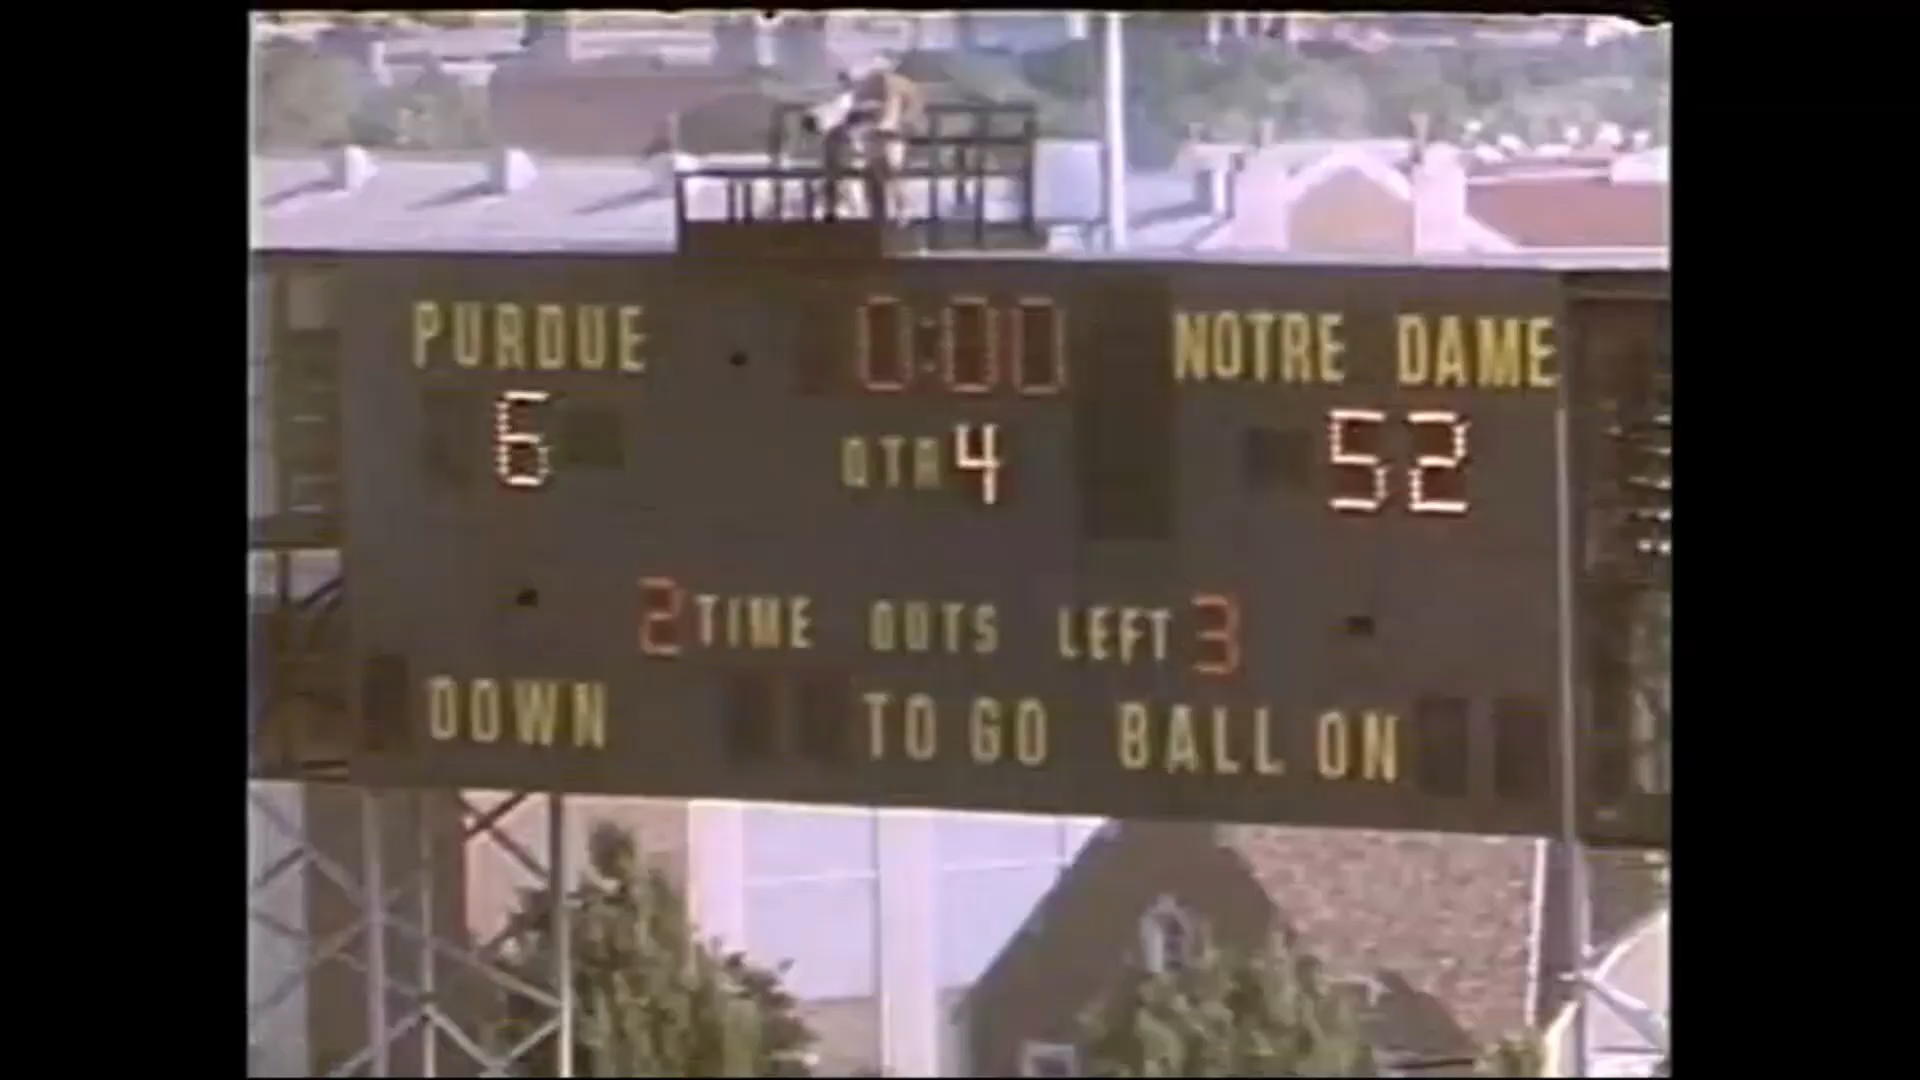 PURDUE 0:00 NOTRE DAME
6 QTR 4 52
2 TIME OUTS LEFT 3
DOWN TO GO BALL ON